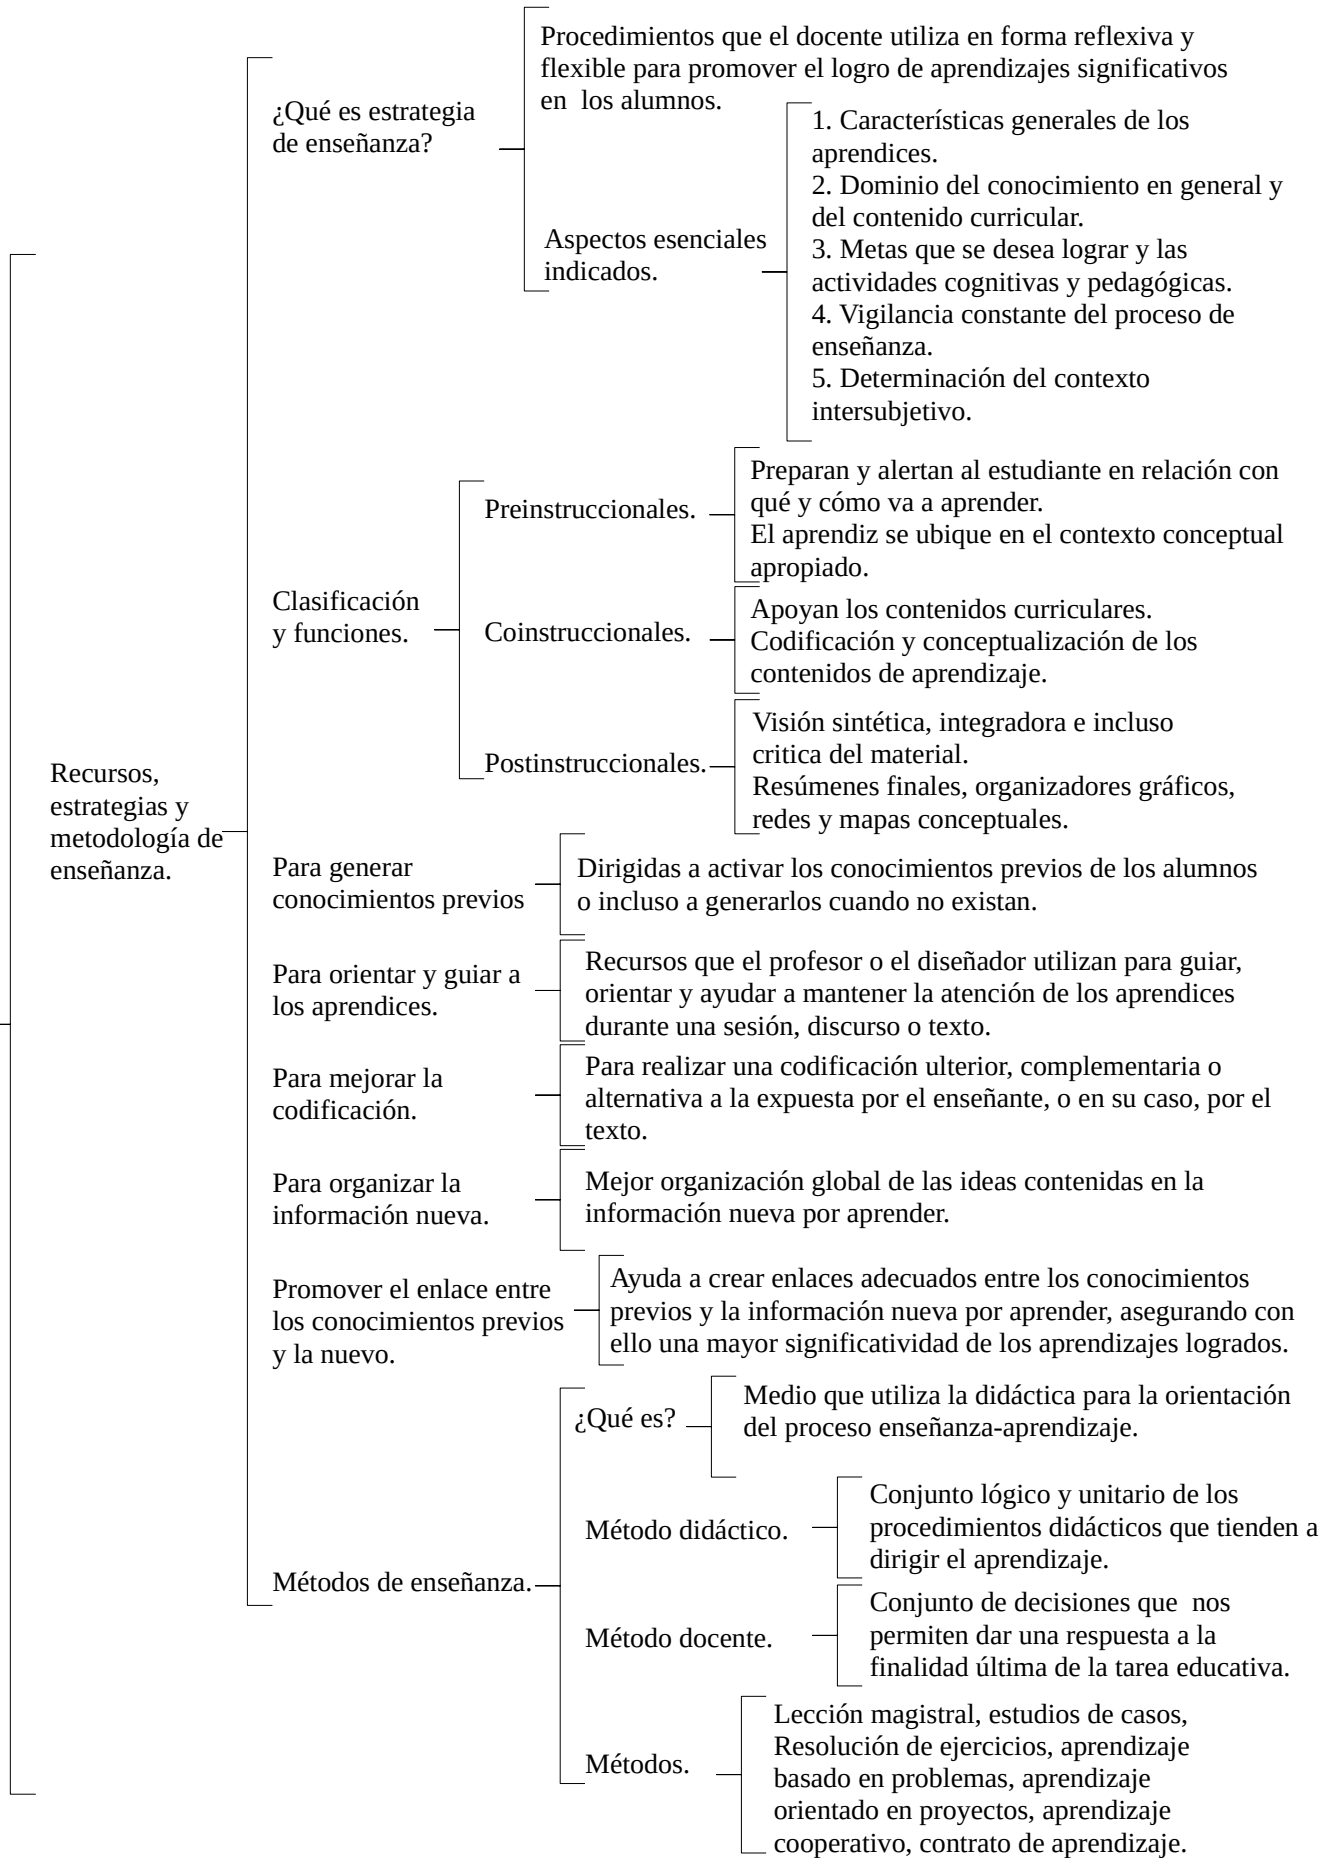 Recursos,
estrategias y
metodología de
enseñanza.
¿Qué es estrategia
de enseñanza?
Procedimientos que el docente utiliza en forma reflexiva y
flexible para promover el logro de aprendizajes significativos
en  los alumnos.
Aspectos esenciales
indicados.
1. Características generales de los
aprendices.
2. Dominio del conocimiento en general y
del contenido curricular.
3. Metas que se desea lograr y las
actividades cognitivas y pedagógicas.
4. Vigilancia constante del proceso de
enseñanza.
5. Determinación del contexto
intersubjetivo.
Clasificación
y funciones.
Preinstruccionales.
Preparan y alertan al estudiante en relación con
qué y cómo va a aprender.
El aprendiz se ubique en el contexto conceptual
apropiado.
Coinstruccionales.
Apoyan los contenidos curriculares.
Codificación y conceptualización de los
contenidos de aprendizaje.
Postinstruccionales.
Visión sintética, integradora e incluso
critica del material.
Resúmenes finales, organizadores gráficos,
redes y mapas conceptuales.
Para generar
conocimientos previos
Dirigidas a activar los conocimientos previos de los alumnos
o incluso a generarlos cuando no existan.
Para orientar y guiar a
los aprendices.
Recursos que el profesor o el diseñador utilizan para guiar,
orientar y ayudar a mantener la atención de los aprendices
durante una sesión, discurso o texto.
Para mejorar la
codificación.
Para realizar una codificación ulterior, complementaria o
alternativa a la expuesta por el enseñante, o en su caso, por el
texto.
Para organizar la
información nueva.
Mejor organización global de las ideas contenidas en la
información nueva por aprender.
Promover el enlace entre
los conocimientos previos
y la nuevo.
Ayuda a crear enlaces adecuados entre los conocimientos
previos y la información nueva por aprender, asegurando con
ello una mayor significatividad de los aprendizajes logrados.
Métodos de enseñanza.
¿Qué es?
Medio que utiliza la didáctica para la orientación
del proceso enseñanza-aprendizaje.
Método didáctico.
Conjunto lógico y unitario de los
procedimientos didácticos que tienden a
dirigir el aprendizaje.
Método docente.
Conjunto de decisiones que  nos
permiten dar una respuesta a la
finalidad última de la tarea educativa.
Métodos.
Lección magistral, estudios de casos,
Resolución de ejercicios, aprendizaje
basado en problemas, aprendizaje
orientado en proyectos, aprendizaje
cooperativo, contrato de aprendizaje.